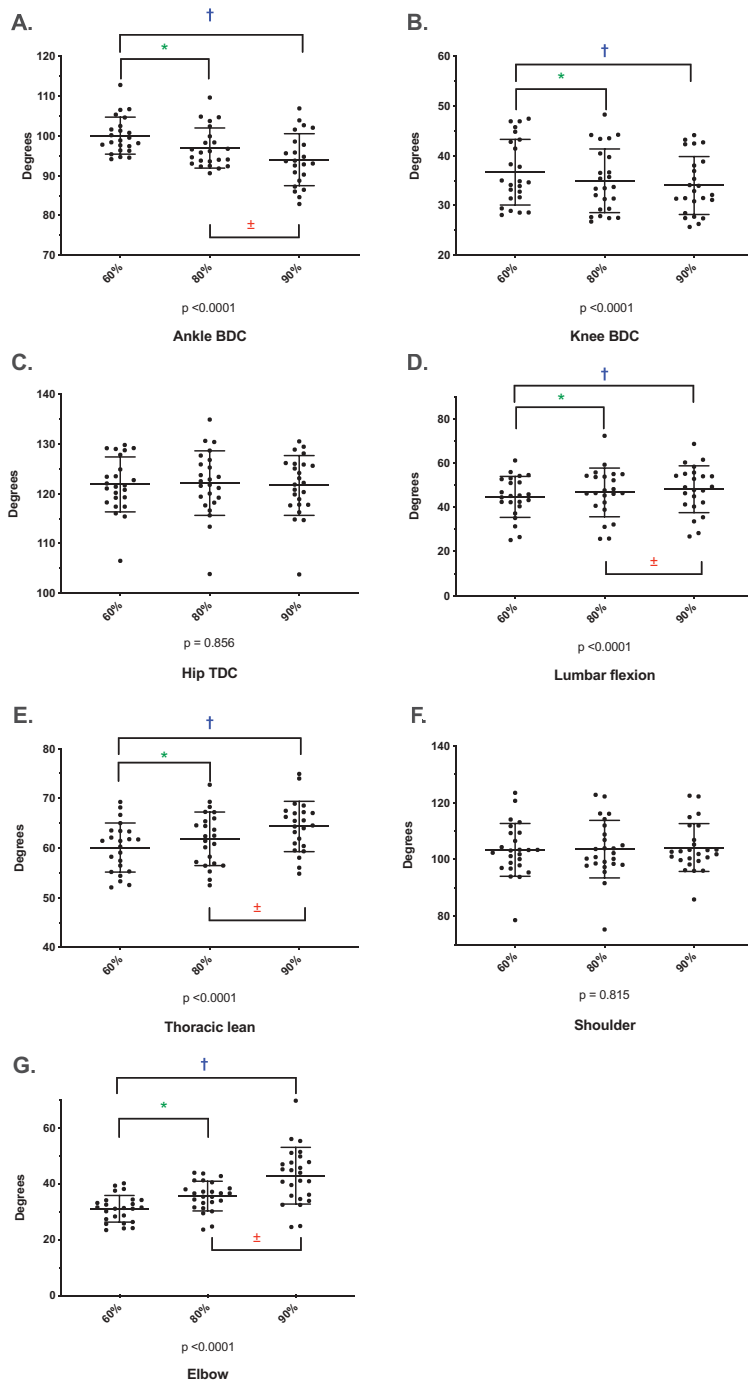 A.
†
*
120
110
100
90
80
70
Degrees
±
60%
80%
90%
p <0.0001
Ankle BDC
B.
†
*
60
50
40
30
20
Degrees
60%
80%
90%
p <0.0001
Knee BDC
C.
140
130
120
110
100
Degrees
60%
80%
90%
p = 0.856
Hip TDC
D.
†
*
80
60
40
20
0
Degrees
±
60%
80%
90%
p <0.0001
Lumbar flexion
E.
†
*
80
70
60
50
40
Degrees
±
60%
80%
90%
p <0.0001
Thoracic lean
F.
140
120
100
80
Degrees
60%
80%
90%
p = 0.815
Shoulder
G.
†
*
80
60
40
20
0
Degrees
±
60%
80%
90%
p <0.0001
Elbow